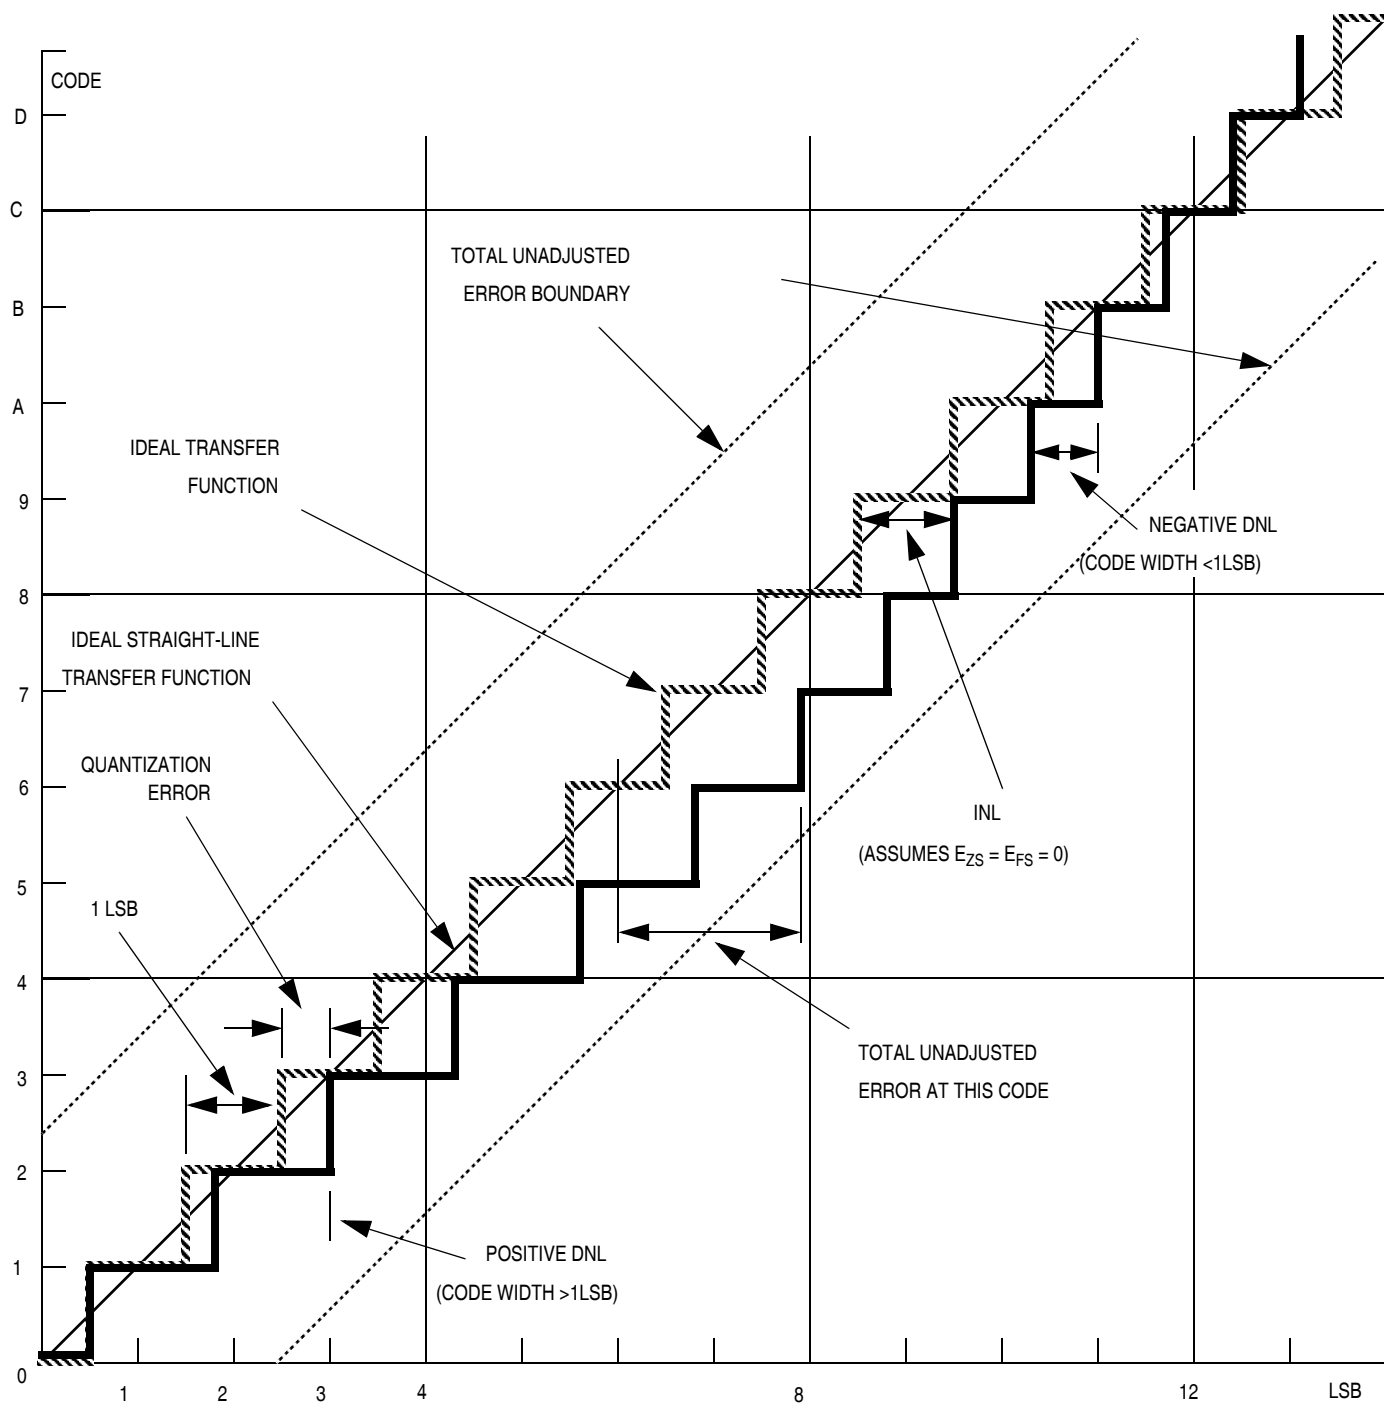 CODE
D
C
TOTAL UNADJUSTED
ERROR BOUNDARY
B
A
IDEAL TRANSFER
FUNCTION
9
NEGATIVE DNL
(CODE WIDTH <1LSB)
8
IDEAL STRAIGHT-LINE
TRANSFER FUNCTION
7
QUANTIZATION
ERROR
6
INL
(ASSUMES EZS = EFS = 0)
5
1 LSB
4
TOTAL UNADJUSTED
ERROR AT THIS CODE
3
2
POSITIVE DNL
(CODE WIDTH >1LSB)
1
0
1 2 3 4 8 12 LSB